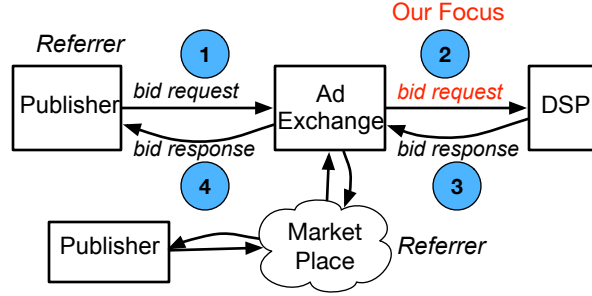 Our Focus
Referrer
1
2
Publisher
bid request
Ad
Exchange
bid request
DSP
bid response
bid response
4
3
Publisher
Market
Place
Referrer